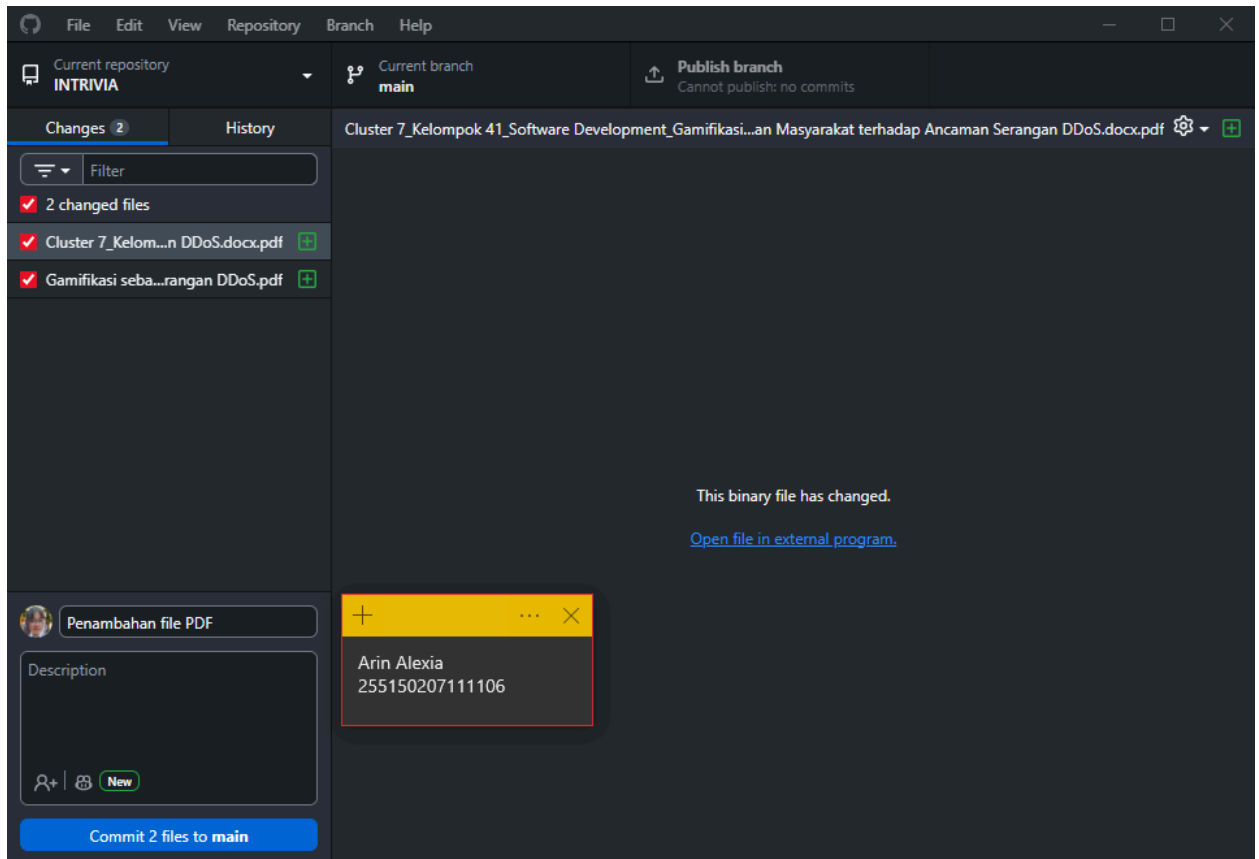 File Edit View Repository Branch Help
Current repository
INTRIVIA
Current branch
main
Publish branch
Cannot publish: no commits
Changes 2
History
Filter
2 changed files
Cluster 7_Kelom...n DDoS.docx.pdf
Gamifikasi seba...rangan DDoS.pdf
Cluster 7_Kelompok 41_Software Development_Gamifikasi...an Masyarakat terhadap Ancaman Serangan DDoS.docx.pdf
This binary file has changed.
Open file in external program.
Penambahan file PDF
Description
New
Commit 2 files to main
Arin Alexia
255150207111106